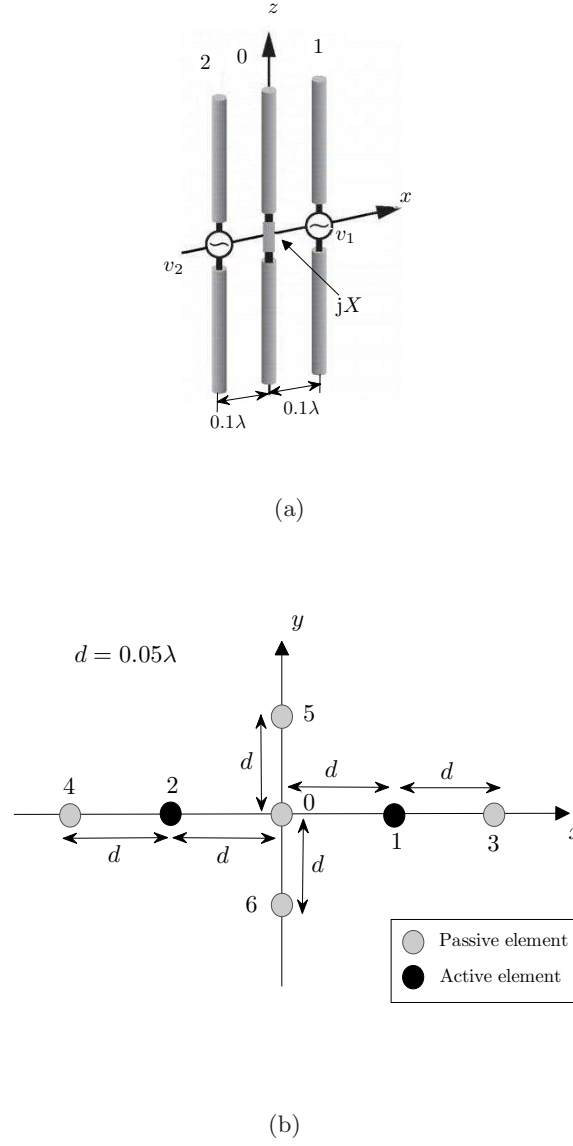 z
2
0
1
x
v₂
v₁
jX
0.1λ
0.1λ
(a)
y
d = 0.05λ
5
d
d
d
4
2
0
x
d
d
1
3
d
6
Passive element
Active element
(b)